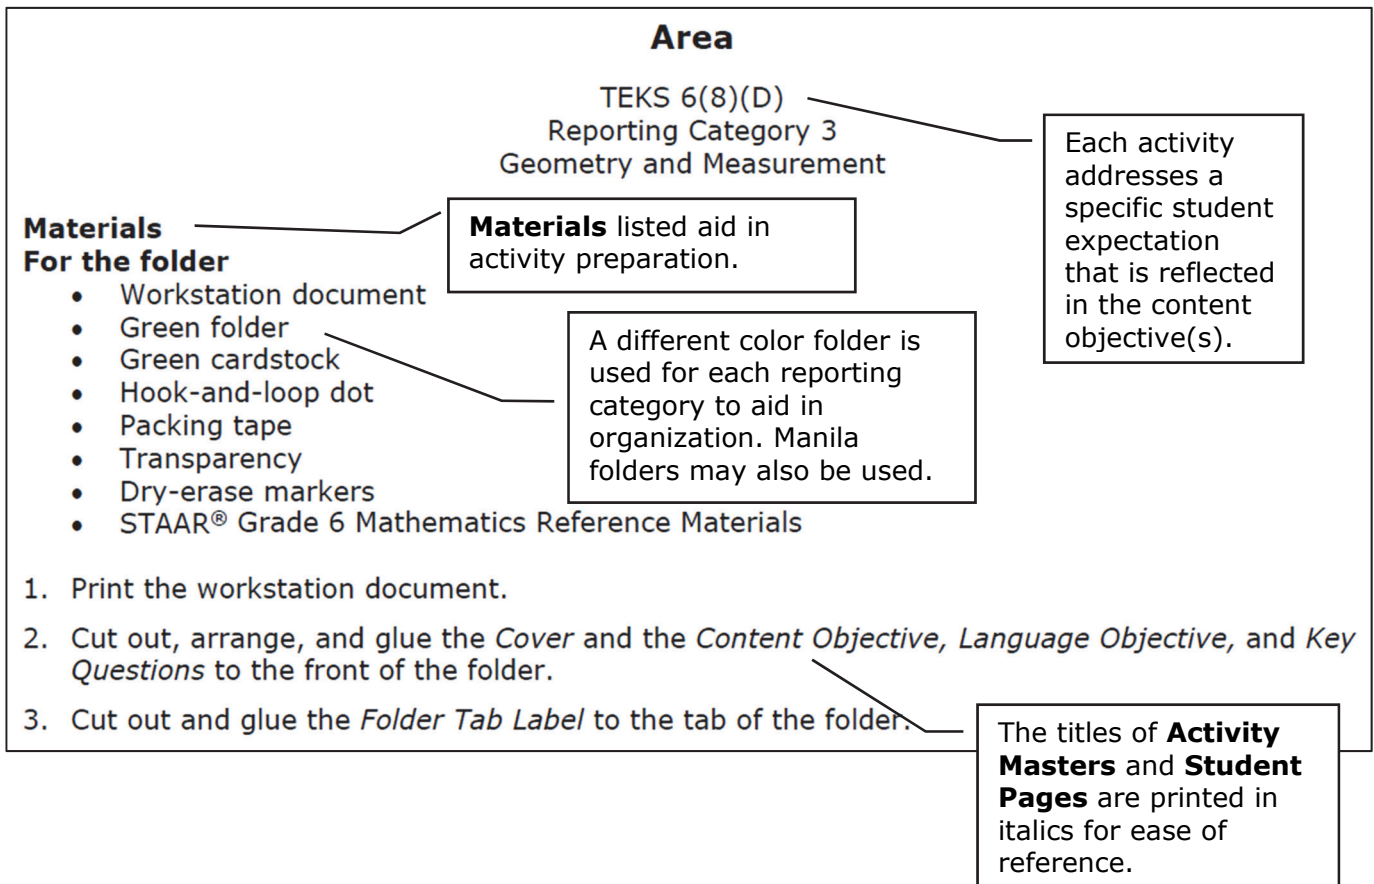 Area
TEKS 6(8)(D)
Reporting Category 3
Geometry and Measurement
Each activity
addresses a
specific student
expectation
that is reflected
in the content
objective(s).
Materials
Materials listed aid in
activity preparation.
For the folder
• Workstation document
• Green folder
• Green cardstock
• Hook-and-loop dot
• Packing tape
• Transparency
• Dry-erase markers
• STAAR® Grade 6 Mathematics Reference Materials
A different color folder is
used for each reporting
category to aid in
organization. Manila
folders may also be used.
1. Print the workstation document.
2. Cut out, arrange, and glue the Cover and the Content Objective, Language Objective, and Key
Questions to the front of the folder.
3. Cut out and glue the Folder Tab Label to the tab of the folder.
The titles of Activity
Masters and Student
Pages are printed in
italics for ease of
reference.